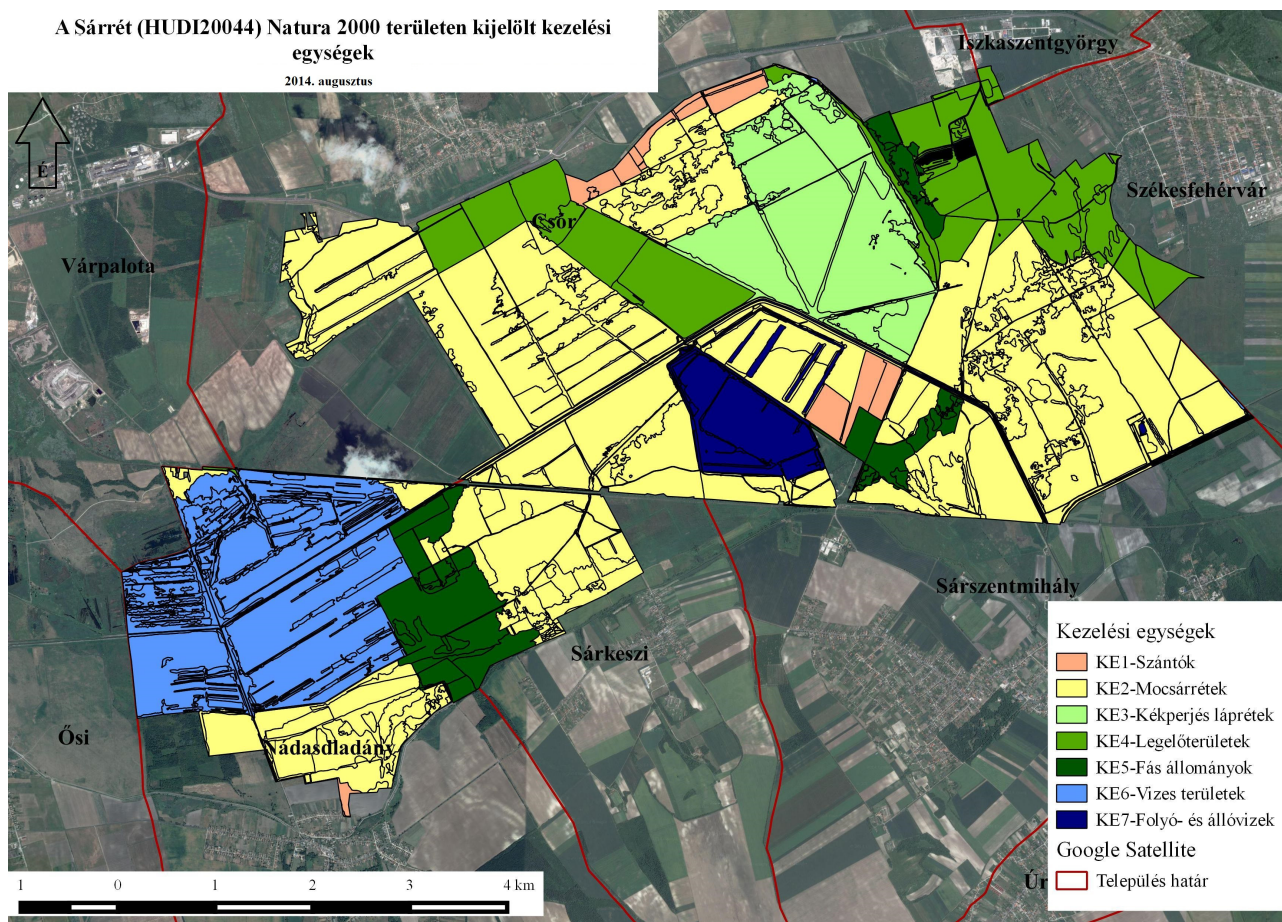 A Sárrét (HUDI20044) Natura 2000 területen kijelölt kezelési
egységek
2014. augusztus
É
Iszkaszentgyörgy
Székesfehérvár
Csór
Várpalota
Sárszentmihály
Sárkeszi
Ősi
Nádasdladány
Úr
Kezelési egységek
KE1-Szántók
KE2-Mocsárrétek
KE3-Kékperjés láprétek
KE4-Legelőterületek
KE5-Fás állományok
KE6-Vizes területek
KE7-Folyó- és állóvizek
Google Satellite
Település határ
1 0 1 2 3 4 km